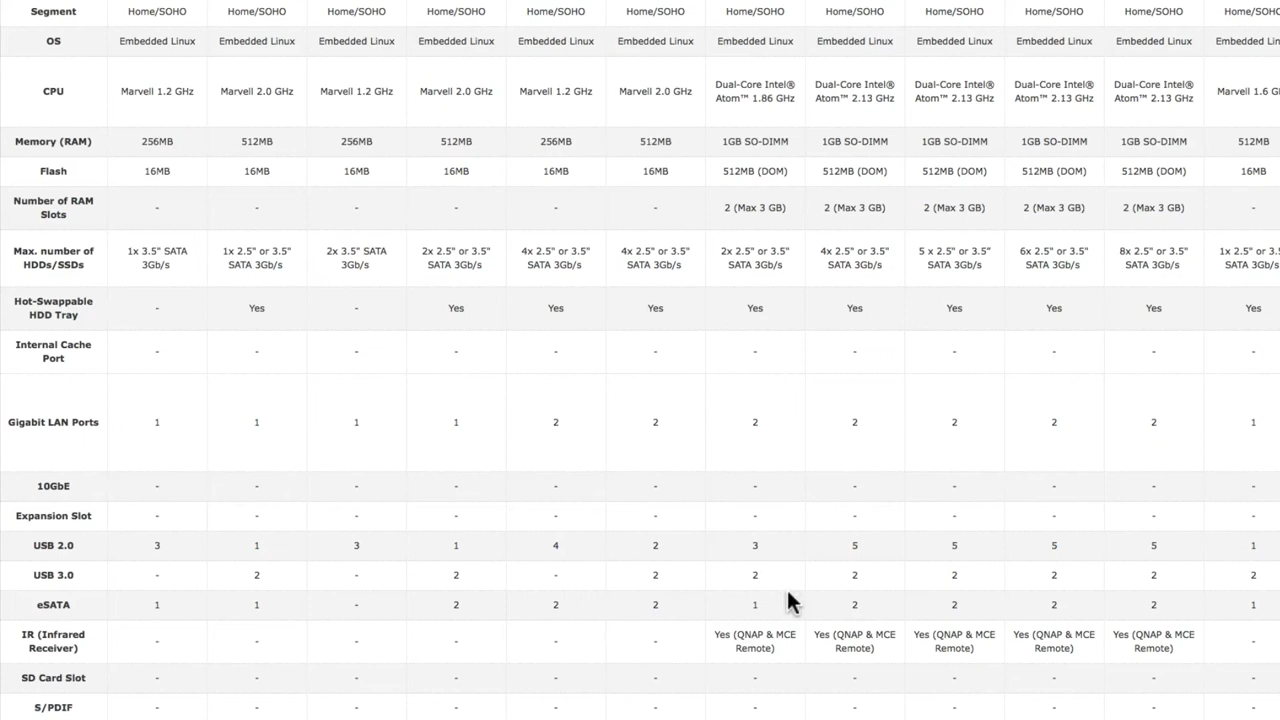 Segment Home/SOHO Home/SOHO Home/SOHO Home/SOHO Home/SOHO Home/SOHO Home/SOHO Home/SOHO Home/SOHO Home/SOHO Home/SOHO Home/SOHO
OS Embedded Linux Embedded Linux Embedded Linux Embedded Linux Embedded Linux Embedded Linux Embedded Linux Embedded Linux Embedded Linux Embedded Linux Embedded Linux Embedded Lin
CPU Marvell 1.2 GHz Marvell 2.0 GHz Marvell 1.2 GHz Marvell 2.0 GHz Marvell 1.2 GHz Marvell 2.0 GHz Dual-Core Intel® Atom™ 1.86 GHz Dual-Core Intel® Atom™ 2.13 GHz Dual-Core Intel® Atom™ 2.13 GHz Dual-Core Intel® Atom™ 2.13 GHz Dual-Core Intel® Atom™ 2.13 GHz Marvell 1.6 G
Memory (RAM) 256MB 512MB 256MB 512MB 256MB 512MB 1GB SO-DIMM 1GB SO-DIMM 1GB SO-DIMM 1GB SO-DIMM 1GB SO-DIMM 512MB
Flash 16MB 16MB 16MB 16MB 16MB 16MB 512MB (DOM) 512MB (DOM) 512MB (DOM) 512MB (DOM) 512MB (DOM) 16MB
Number of RAM Slots - - - - - - 2 (Max 3 GB) 2 (Max 3 GB) 2 (Max 3 GB) 2 (Max 3 GB) 2 (Max 3 GB) -
Max. number of HDDs/SSDs 1x 3.5" SATA 3Gb/s 1x 2.5" or 3.5" SATA 3Gb/s 2x 3.5" SATA 3Gb/s 2x 2.5" or 3.5" SATA 3Gb/s 4x 2.5" or 3.5" SATA 3Gb/s 4x 2.5" or 3.5" SATA 3Gb/s 2x 2.5" or 3.5" SATA 3Gb/s 4x 2.5" or 3.5" SATA 3Gb/s 5 x 2.5" or 3.5" SATA 3Gb/s 6x 2.5" or 3.5" SATA 3Gb/s 8x 2.5" or 3.5" SATA 3Gb/s 1x 2.5" or 3.5 SATA 3Gb/s
Hot-Swappable HDD Tray - Yes - Yes Yes Yes Yes Yes Yes Yes Yes Yes
Internal Cache Port - - - - - - - - - - - -
Gigabit LAN Ports 1 1 1 1 2 2 2 2 2 2 2 1
10GbE - - - - - - - - - - - -
Expansion Slot - - - - - - - - - - - -
USB 2.0 3 1 3 1 4 2 3 5 5 5 5 1
USB 3.0 - 2 - 2 - 2 2 2 2 2 2 2
eSATA 1 1 - 2 2 2 1 2 2 2 2 1
IR (Infrared Receiver) - - - - - - Yes (QNAP & MCE Remote) Yes (QNAP & MCE Remote) Yes (QNAP & MCE Remote) Yes (QNAP & MCE Remote) Yes (QNAP & MCE Remote) -
SD Card Slot - - - - - - - - - - - -
S/PDIF - - - - - - - - - - - -